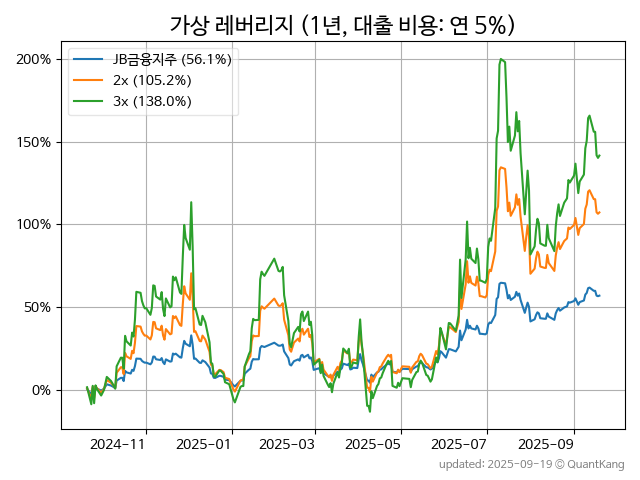 가상 레버리지 (1년, 대출 비용: 연 5%)
JB금융지주 (56.1%)
2x (105.2%)
3x (138.0%)
200%
150%
100%
50%
0%
2024-11
2025-01
2025-03
2025-05
2025-07
2025-09
updated: 2025-09-19 © QuantKang